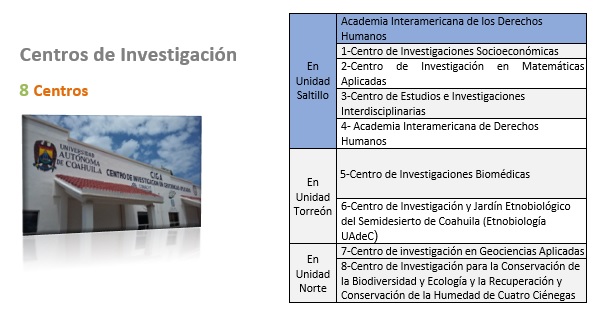 Centros de Investigación
8 Centros
UNIVERSIDAD
AUTÓNOMA
DE COAHUILA
CIGA
CENTRO DE INVESTIGACIÓN EN GEOCIENCIAS APLICADAS
En
Unidad
Saltillo
Academia Interamericana de los Derechos
Humanos
1-Centro de Investigaciones Socioeconómicas
2-Centro de Investigación en Matemáticas
Aplicadas
3-Centro de Estudios e Investigaciones
Interdisciplinarias
4- Academia Interamericana de Derechos
Humanos
En
Unidad
Torreón
5-Centro de Investigaciones Biomédicas
6-Centro de Investigación y Jardín Etnobiológico
del Semidesierto de Coahuila (Etnobiología
UAdeC)
En
Unidad
Norte
7-Centro de investigación en Geociencias Aplicadas
8-Centro de Investigación para la Conservación de
la Biodiversidad y Ecología y la Recuperación y
Conservación de la Humedad de Cuatro Ciénegas